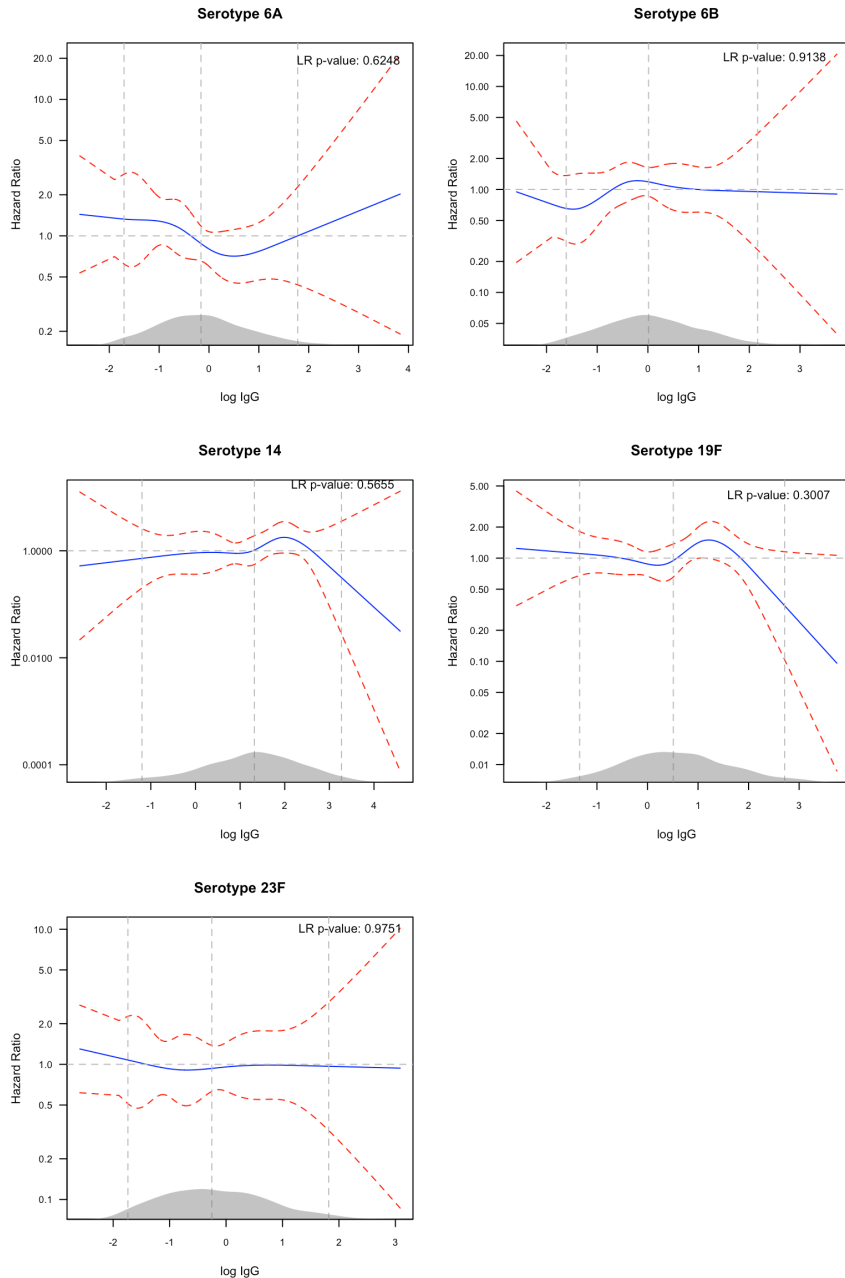 Serotype 6A
LR p-value: 0.6248
20.0
10.0
5.0
2.0
1.0
0.5
0.2
Hazard Ratio
-2 -1 0 1 2 3 4
log IgG
Serotype 6B
LR p-value: 0.9138
20.00
10.00
5.00
2.00
1.00
0.50
0.20
0.10
0.05
Hazard Ratio
-2 -1 0 1 2 3
log IgG
Serotype 14
LR p-value: 0.5655
1.0000
0.0100
0.0001
Hazard Ratio
-2 -1 0 1 2 3 4
log IgG
Serotype 19F
LR p-value: 0.3007
5.00
2.00
1.00
0.50
0.20
0.10
0.05
0.02
0.01
Hazard Ratio
-2 -1 0 1 2 3
log IgG
Serotype 23F
LR p-value: 0.9751
10.0
5.0
2.0
1.0
0.5
0.2
0.1
Hazard Ratio
-2 -1 0 1 2 3
log IgG